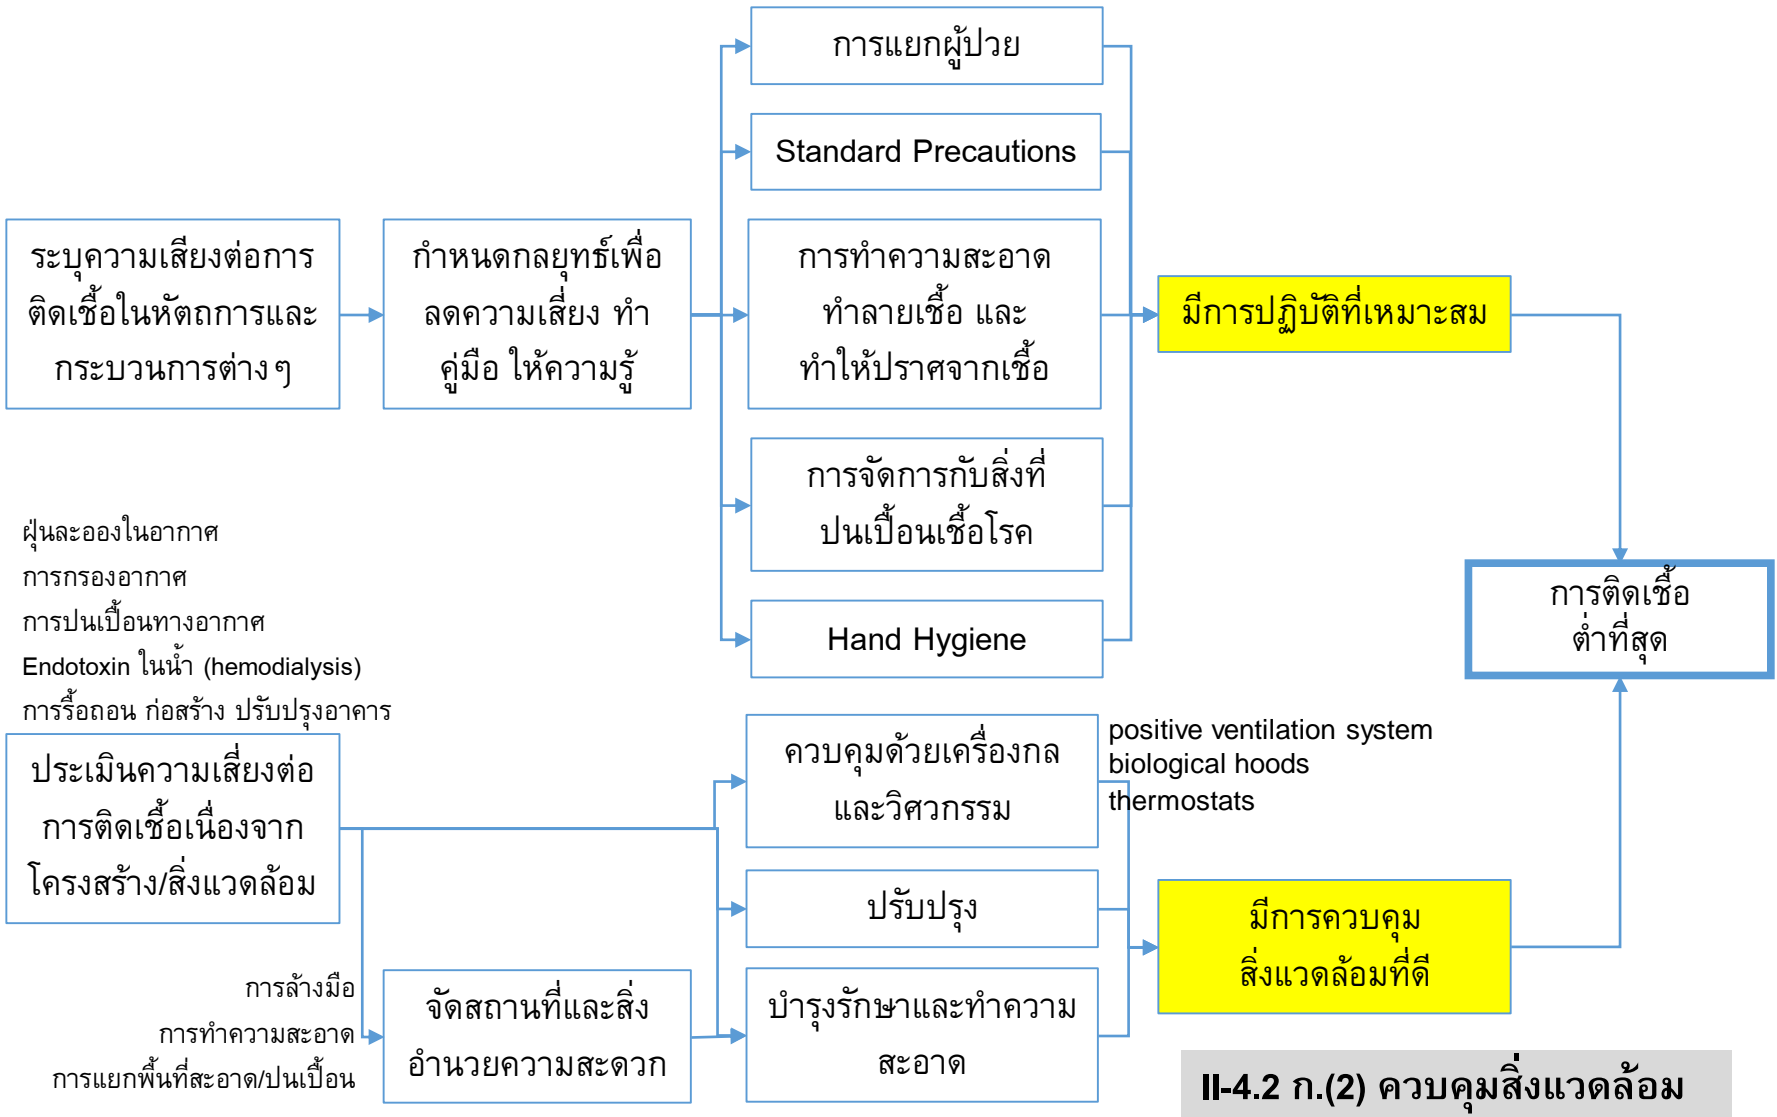 การแยกผู้ป่วย
Standard Precautions
ระบุความเสี่ยงต่อการ
ติดเชื้อในหัตถการและ
กระบวนการต่างๆ
กำหนดกลยุทธ์เพื่อ
ลดความเสี่ยง ทำ
คู่มือ ให้ความรู้
การทำความสะอาด
ทำลายเชื้อ และ
ทำให้ปราศจากเชื้อ
มีการปฏิบัติที่เหมาะสม
การจัดการกับสิ่งที่
ปนเปื้อนเชื้อโรค
Hand Hygiene
การติดเชื้อ
ต่ำที่สุด
ฝุ่นละอองในอากาศ
การกรองอากาศ
การปนเปื้อนทางอากาศ
Endotoxin ในน้ำ (hemodialysis)
การรื้อถอน ก่อสร้าง ปรับปรุงอาคาร
ประเมินความเสี่ยงต่อ
การติดเชื้อเนื่องจาก
โครงสร้าง/สิ่งแวดล้อม
ควบคุมด้วยเครื่องกล
และวิศวกรรม
positive ventilation system
biological hoods
thermostats
ปรับปรุง
มีการควบคุม
สิ่งแวดล้อมที่ดี
การล้างมือ
การทำความสะอาด
การแยกพื้นที่สะอาด/ปนเปื้อน
จัดสถานที่และสิ่ง
อำนวยความสะดวก
บำรุงรักษาและทำความ
สะอาด
II-4.2 ก.(2) ควบคุมสิ่งแวดล้อม